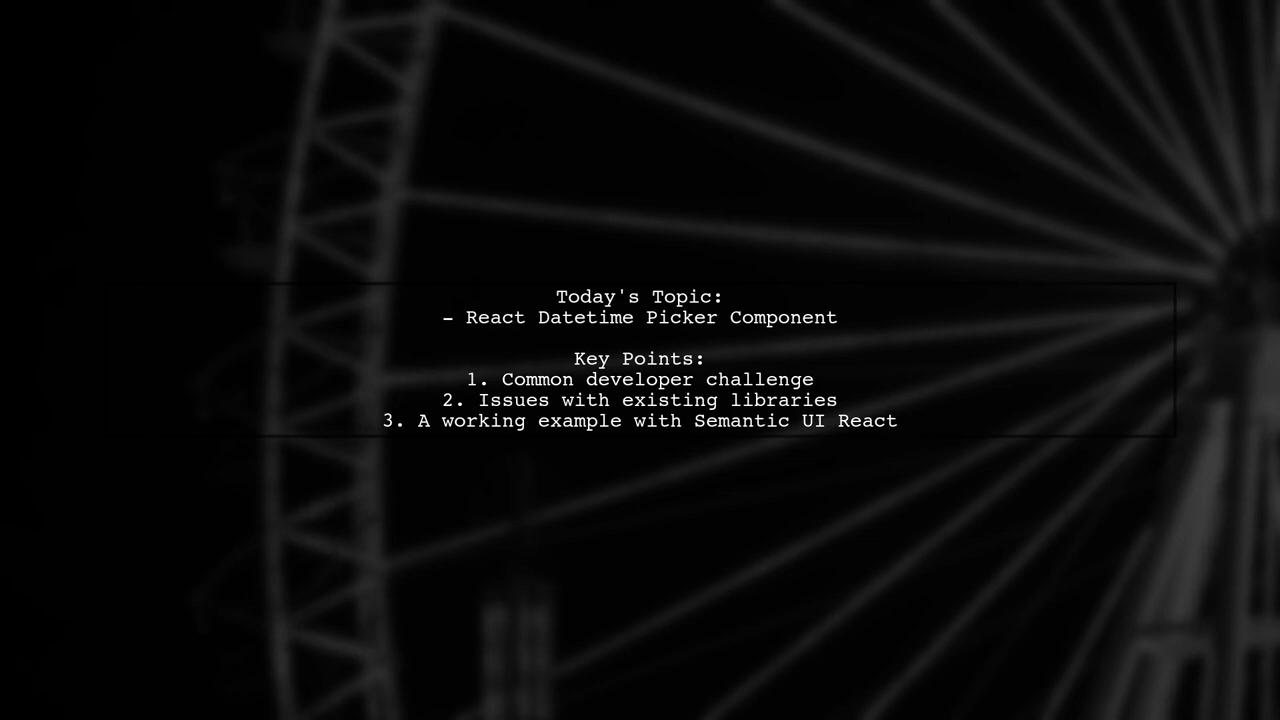 Today's Topic:
– React Datetime Picker Component
Key Points:
1. Common developer challenge
2. Issues with existing libraries
3. A working example with Semantic UI React